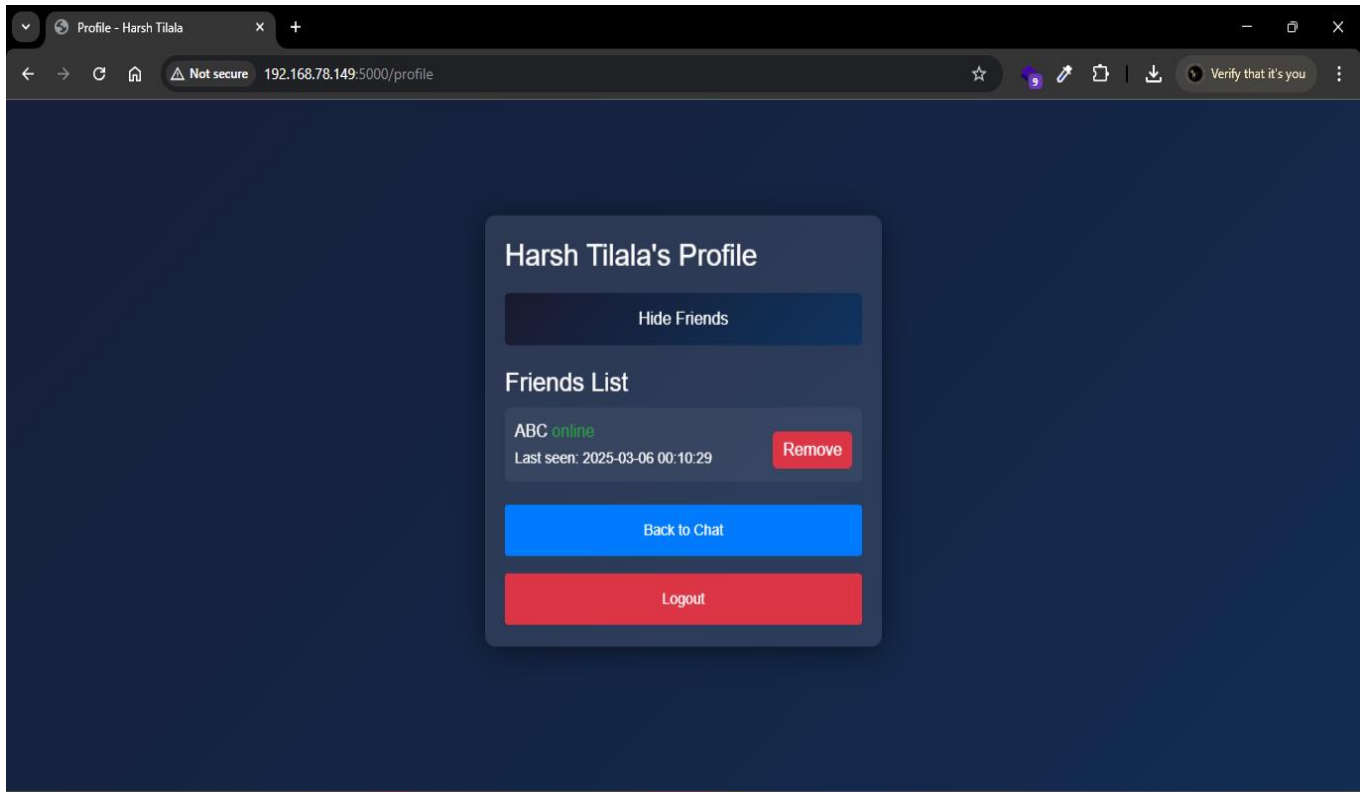 Profile - Harsh Tilala
Not secure 192.168.78.149:5000/profile
9
Verify that it's you
Harsh Tilala's Profile
Hide Friends
Friends List
ABC online
Last seen: 2025-03-06 00:10:29
Remove
Back to Chat
Logout